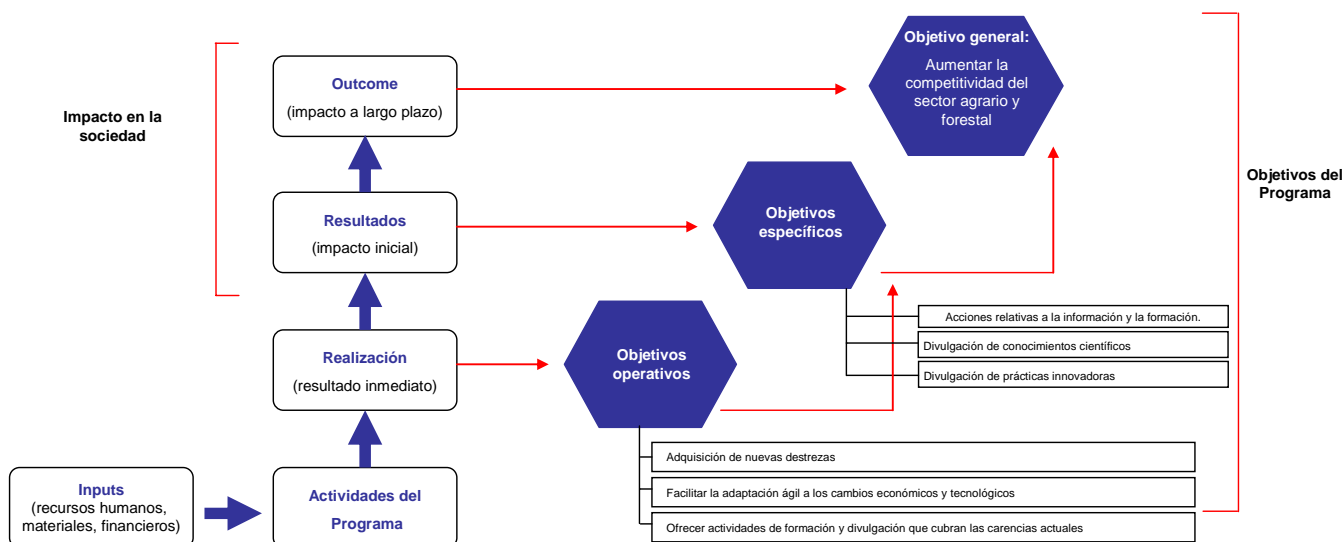 Objetivo general:
Aumentar la
competitividad del
sector agrario y
forestal
Outcome
(impacto a largo plazo)
Impacto en la
sociedad
Objetivos del
Programa
Resultados
(impacto inicial)
Objetivos
específicos
Acciones relativas a la información y la formación.
Divulgación de conocimientos científicos
Divulgación de prácticas innovadoras
Realización
(resultado inmediato)
Objetivos
operativos
Adquisición de nuevas destrezas
Facilitar la adaptación ágil a los cambios económicos y tecnológicos
Ofrecer actividades de formación y divulgación que cubran las carencias actuales
Inputs
(recursos humanos,
materiales, financieros)
Actividades del
Programa